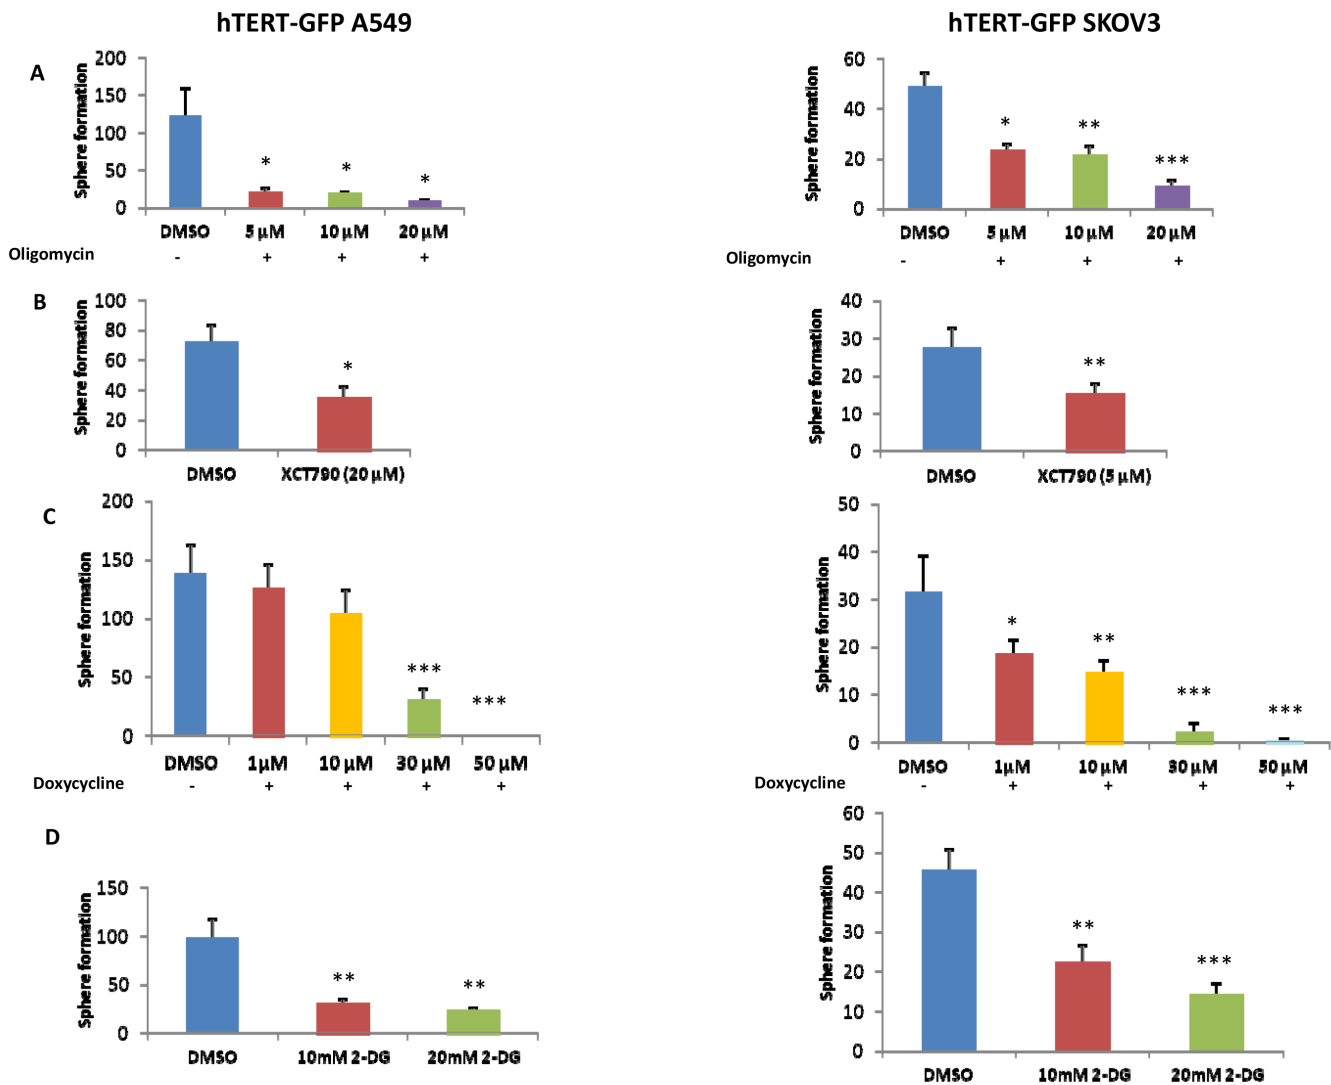 hTERT-GFP A549
hTERT-GFP SKOV3
A
Sphere formation
200
150
100
50
0
*
*
*
DMSO 5 µM 10 µM 20 µM
Oligomycin - + + +
Sphere formation
60
40
20
0
*
**
***
DMSO 5 µM 10 µM 20 µM
Oligomycin - + + +
B
Sphere formation
100
80
60
40
20
0
*
DMSO XCT790 (20 µM)
Sphere formation
40
30
20
10
0
**
DMSO XCT790 (5 µM)
C
Sphere formation
200
150
100
50
0
***
***
DMSO 1µM 10 µM 30 µM 50 µM
Doxycycline - + + + +
Sphere formation
50
40
30
20
10
0
*
**
***
***
DMSO 1µM 10 µM 30 µM 50 µM
Doxycycline - + + + +
D
Sphere formation
150
100
50
0
**
**
DMSO 10mM 2-DG 20mM 2-DG
Sphere formation
60
50
40
30
20
10
0
**
***
DMSO 10mM 2-DG 20mM 2-DG